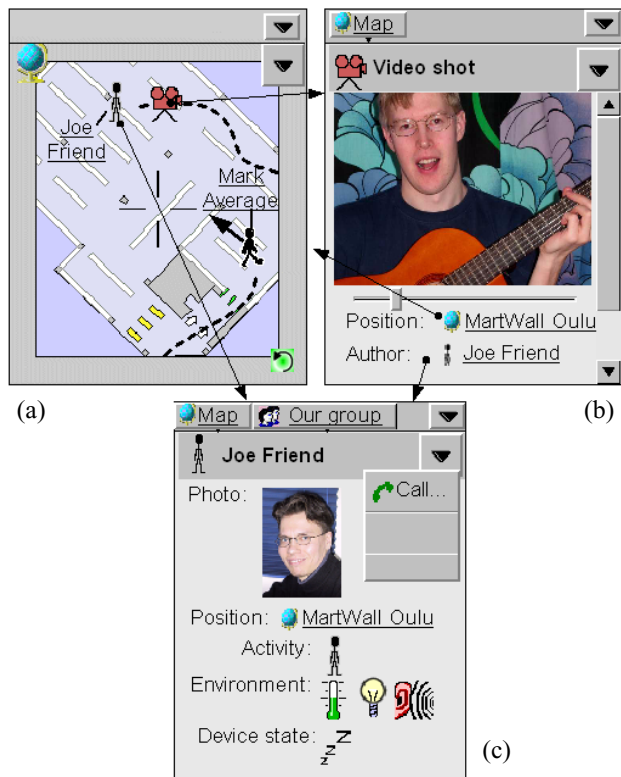 Joe
Friend
Mark
Average
(a)
Map
Video shot
Position: MartWall Oulu
Author: Joe Friend
(b)
Map Our group
Joe Friend
Call...
Photo:
Position: MartWall Oulu
Activity:
Environment:
Device state: z z Z
(c)